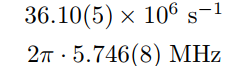 36.10(5) × 10⁶ s⁻¹
2π · 5.746(8) MHz